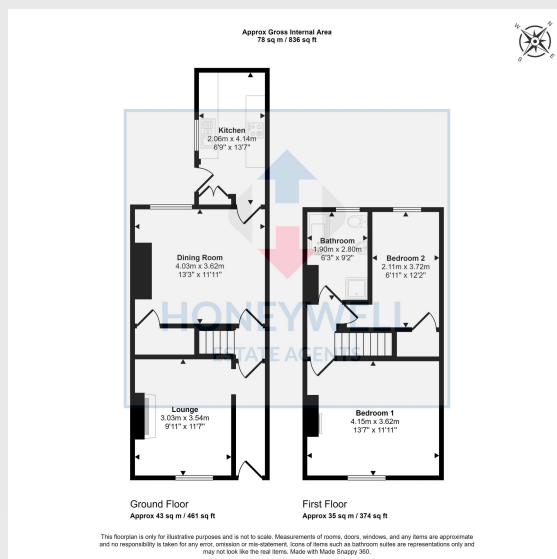 Approx Gross Internal Area
78 sq m / 836 sq ft
N
W
E
S
Kitchen
2.06m x 4.14m
6'9" x 13'7"
Dining Room
4.03m x 3.62m
13'3" x 11'11"
Bathroom
1.90m x 2.80m
6'3" x 9'2"
Bedroom 2
2.11m x 3.72m
6'11" x 12'2"
HONEYWELL
ESTATE AGENTS
Lounge
3.03m x 3.54m
9'11" x 11'7"
Bedroom 1
4.15m x 3.62m
13'7" x 11'11"
Ground Floor
Approx 43 sq m / 461 sq ft
First Floor
Approx 35 sq m / 374 sq ft
This floorplan is only for illustrative purposes and is not to scale. Measurements of rooms, doors, windows, and any items are approximate
and no responsibility is taken for any error, omission or mis-statement. Icons of items such as bathroom suites are representations only and
may not look like the real items. Made with Made Snappy 360.